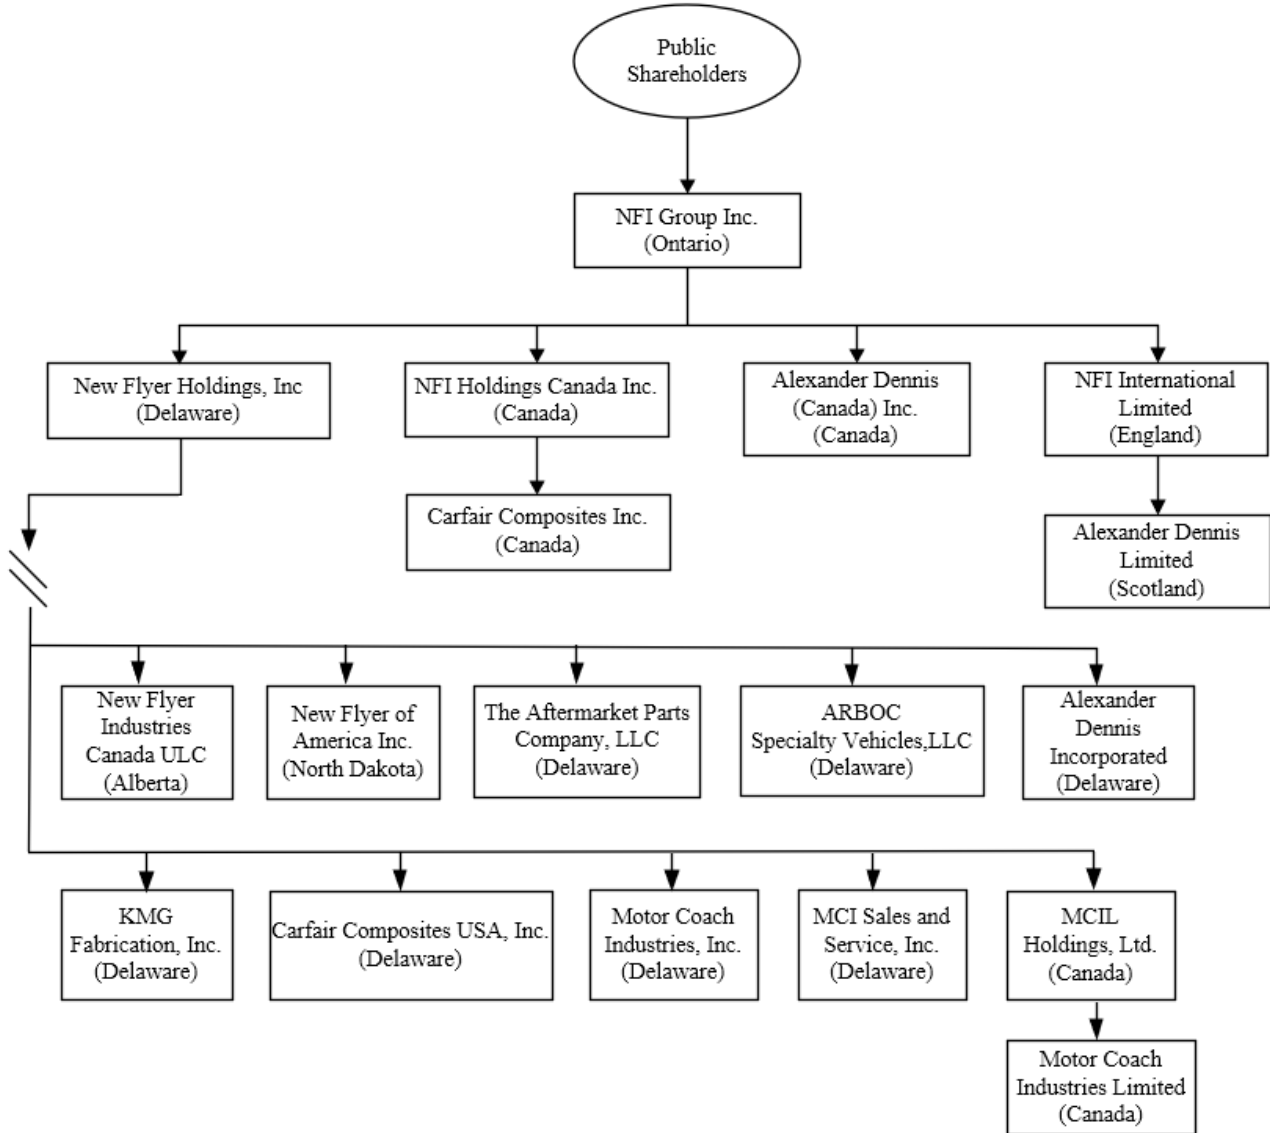 Public
Shareholders
NFI Group Inc.
(Ontario)
New Flyer Holdings, Inc
(Delaware)
NFI Holdings Canada Inc.
(Canada)
Alexander Dennis
(Canada) Inc.
(Canada)
NFI International
Limited
(England)
Carfair Composites Inc.
(Canada)
Alexander Dennis
Limited
(Scotland)
New Flyer
Industries
Canada ULC
(Alberta)
New Flyer of
America Inc.
(North Dakota)
The Aftermarket Parts
Company, LLC
(Delaware)
ARBOC
Specialty Vehicles,LLC
(Delaware)
Alexander
Dennis
Incorporated
(Delaware)
KMG
Fabrication, Inc.
(Delaware)
Carfair Composites USA, Inc.
(Delaware)
Motor Coach
Industries, Inc.
(Delaware)
MCI Sales and
Service, Inc.
(Delaware)
MCIL
Holdings, Ltd.
(Canada)
Motor Coach
Industries Limited
(Canada)